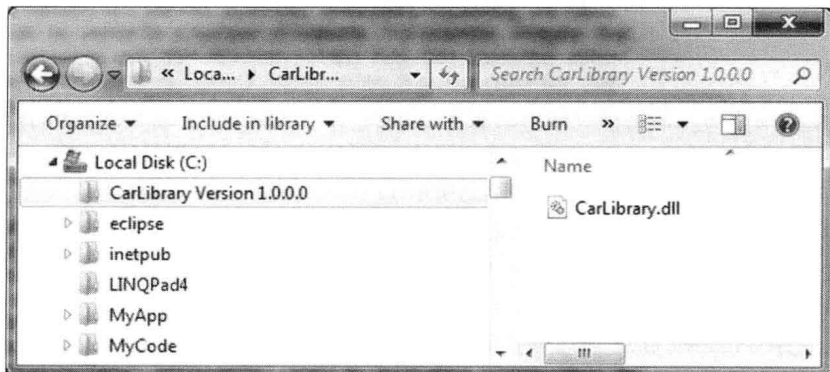 « Loca... ▸ CarLibr...
Search CarLibrary Version 1.0.0.0
Organize Include in library Share with Burn »
Local Disk (C:)
CarLibrary Version 1.0.0.0
eclipse
inetpub
LINQPad4
MyApp
MyCode
Name
CarLibrary.dll